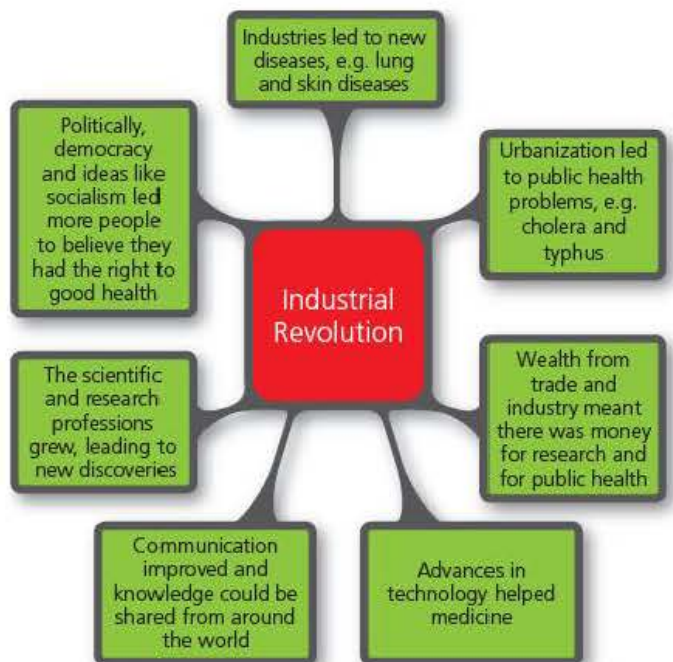 Industries led to new
diseases, e.g. lung
and skin diseases
Politically,
democracy
and ideas like
socialism led
more people
to believe they
had the right to
good health
Urbanization led
to public health
problems, e.g.
cholera and
typhus
Industrial
Revolution
The scientific
and research
professions
grew, leading to
new discoveries
Wealth from
trade and
industry meant
there was money
for research and
for public health
Communication
improved and
knowledge could be
shared from around
the world
Advances in
technology helped
medicine